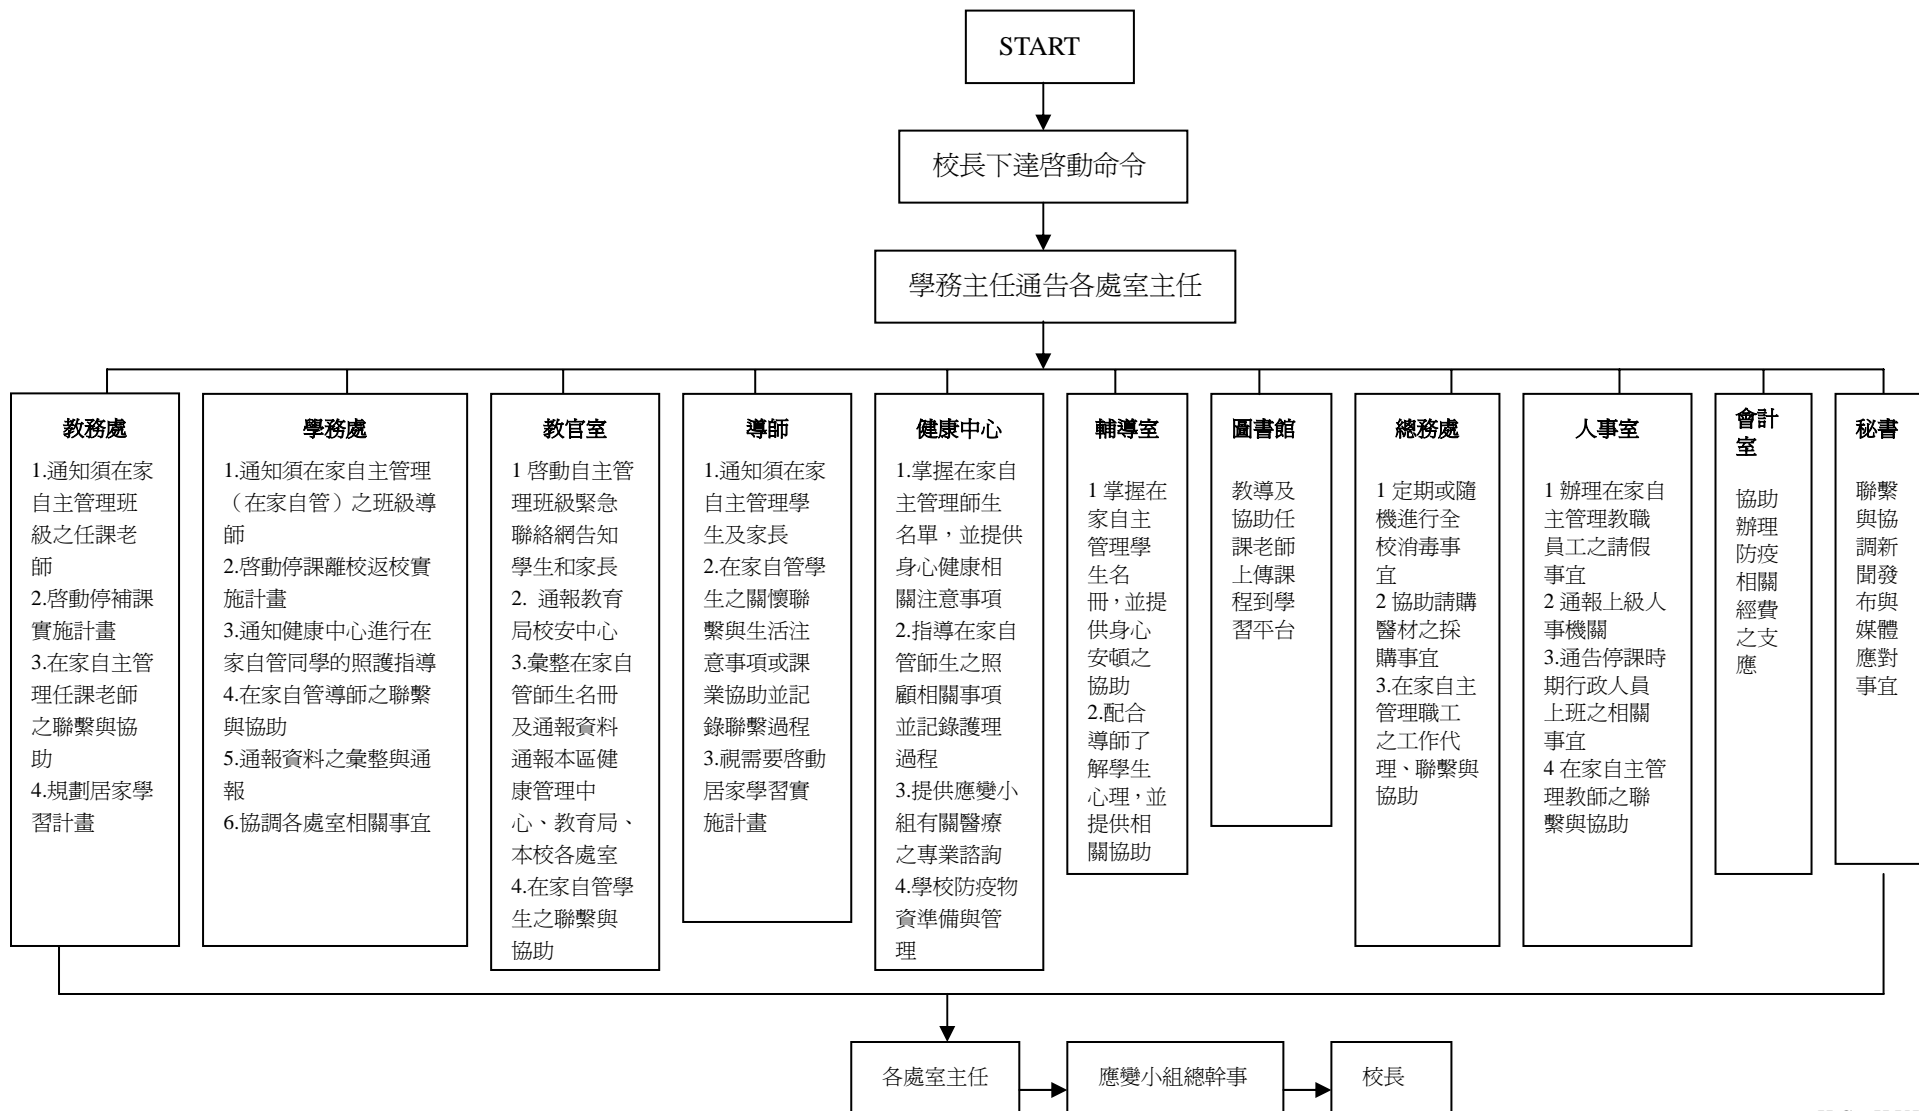 START
校長下達啓動命令
學務主任通告各處室主任
教務處
1.通知須在家
自主管理班
級之任課老
師
2.啓動停補課
實施計畫
3.在家自主管
理任課老師
之聯繫與協
助
4.規劃居家學
習計畫
學務處
1.通知須在家自主管理
（在家自管）之班級導
師
2.啓動停課離校返校實
施計畫
3.通知健康中心進行在
家自管同學的照護指導
4.在家自管導師之聯繫
與協助
5.通報資料之彙整與通
報
6.協調各處室相關事宜
教官室
1 啓動自主管
理班級緊急
聯絡網告知
學生和家長
2. 通報教育
局校安中心
3.彙整在家自
管師生名冊
及通報資料
通報本區健
康管理中
心、教育局、
本校各處室
4.在家自管學
生之聯繫與
協助
導師
1.通知須在家
自主管理學
生及家長
2.在家自管學
生之關懷聯
繫與生活注
意事項或課
業協助並記
錄聯繫過程
3.視需要啓動
居家學習實
施計畫
健康中心
1.掌握在家自
主管理師生
名單，並提供
身心健康相
關注意事項
2.指導在家自
管師生之照
顧相關事項
並記錄護理
過程
3.提供應變小
組有關醫療
之專業諮詢
4.學校防疫物
資準備與管
理
輔導室
1 掌握在
家自主
管理學
生名
冊，並提
供身心
安頓之
協助
2.配合
導師了
解學生
心理，並
提供相
關協助
圖書館
教導及
協助任
課老師
上傳課
程到學
習平台
總務處
1 定期或隨
機進行全
校消毒事
宜
2 協助請購
醫材之採
購事宜
3.在家自主
管理職工
之工作代
理、聯繫與
協助
人事室
1 辦理在家自
主管理教職
員工之請假
事宜
2 通報上級人
事機關
3.通告停課時
期行政人員
上班之相關
事宜
4 在家自主管
理教師之聯
繫與協助
會計
室
協助
辦理
防疫
相關
經費
之支
應
秘書
聯繫
與協
調新
聞發
布與
媒體
應對
事宜
各處室主任
應變小組總幹事
校長